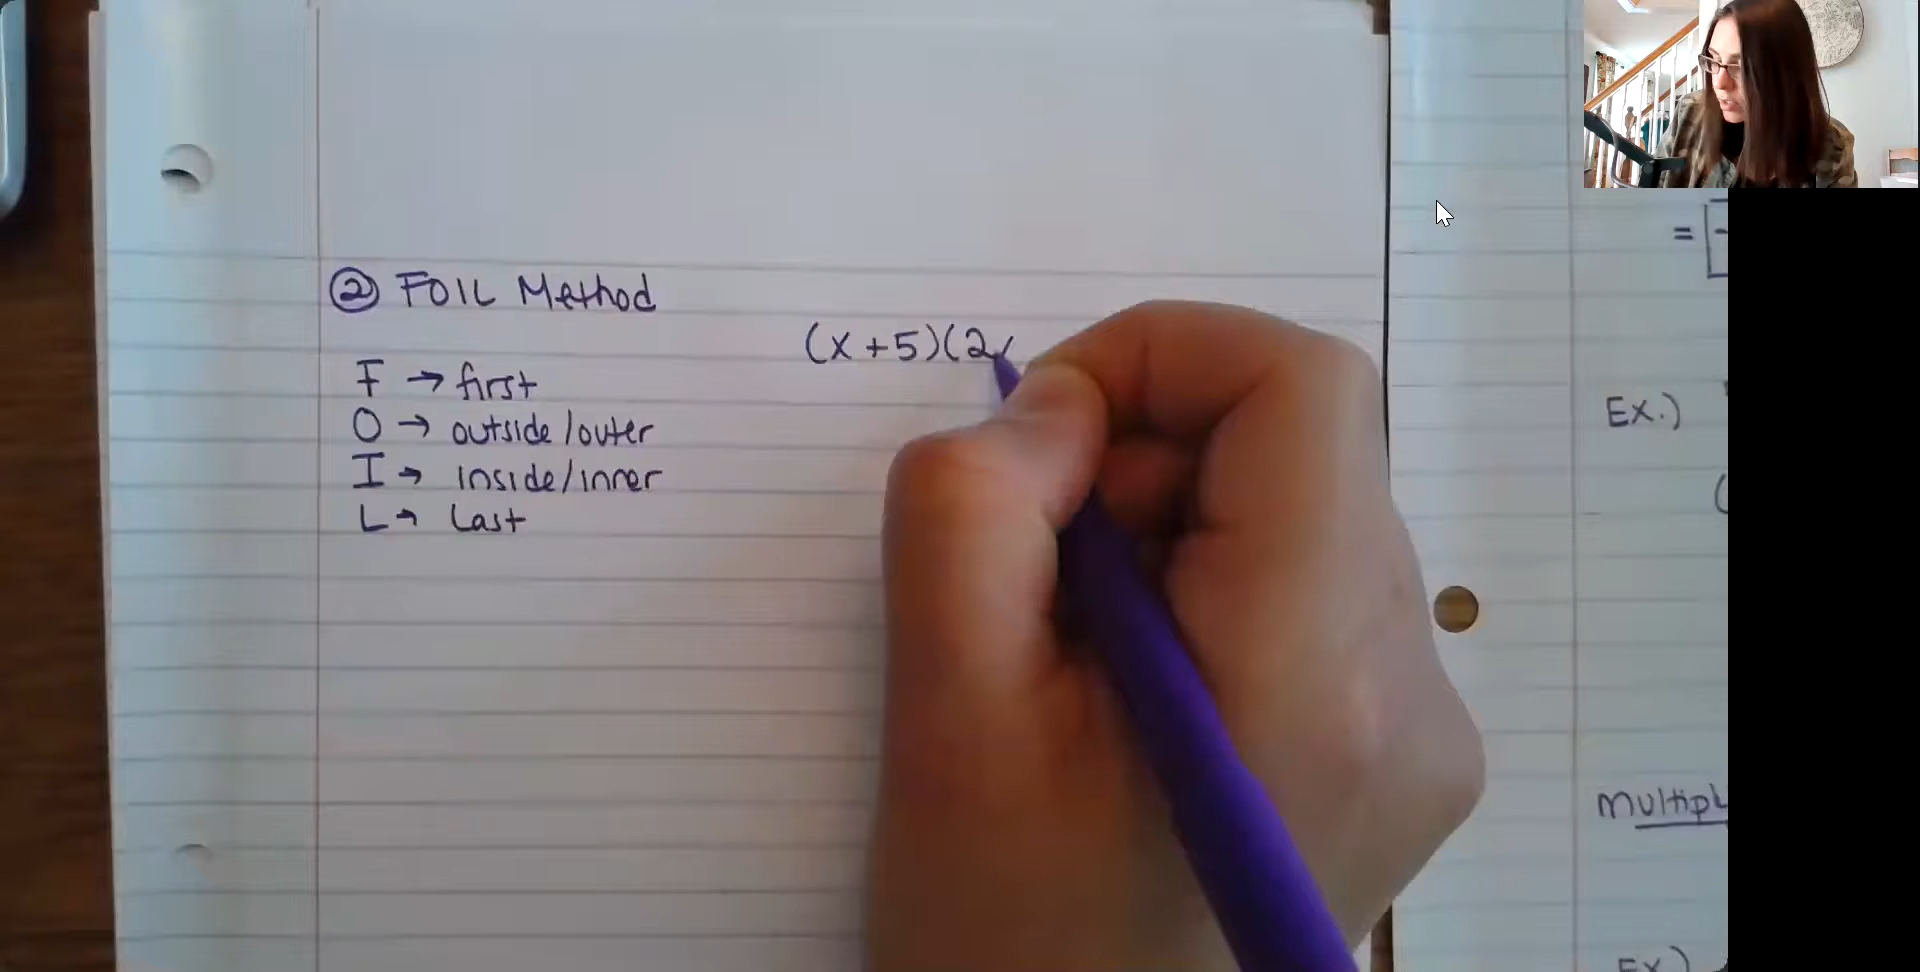 ② FOIL Method
(x+5)(2
F → first
O → outside/outer
I → inside/inner
L → Last
=
Ex.)
(
Multipl
Ex.)